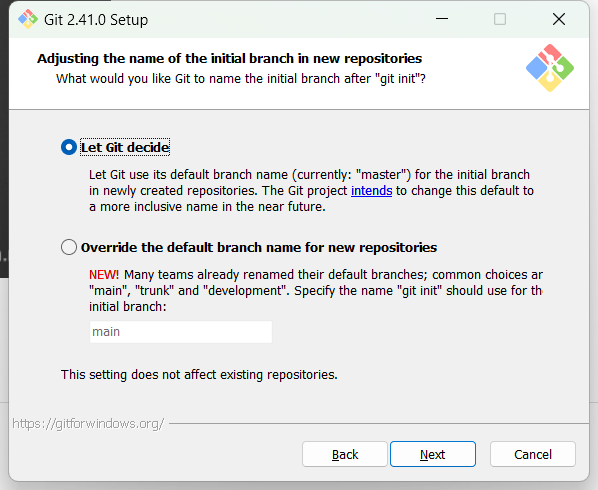 Git 2.41.0 Setup
Adjusting the name of the initial branch in new repositories
What would you like Git to name the initial branch after "git init"?
Let Git decide
Let Git use its default branch name (currently: "master") for the initial branch
in newly created repositories. The Git project intends to change this default to
a more inclusive name in the near future.
Override the default branch name for new repositories
NEW! Many teams already renamed their default branches; common choices ar
"main", "trunk" and "development". Specify the name "git init" should use for the
initial branch:
main
This setting does not affect existing repositories.
https://gitforwindows.org/
Back
Next
Cancel